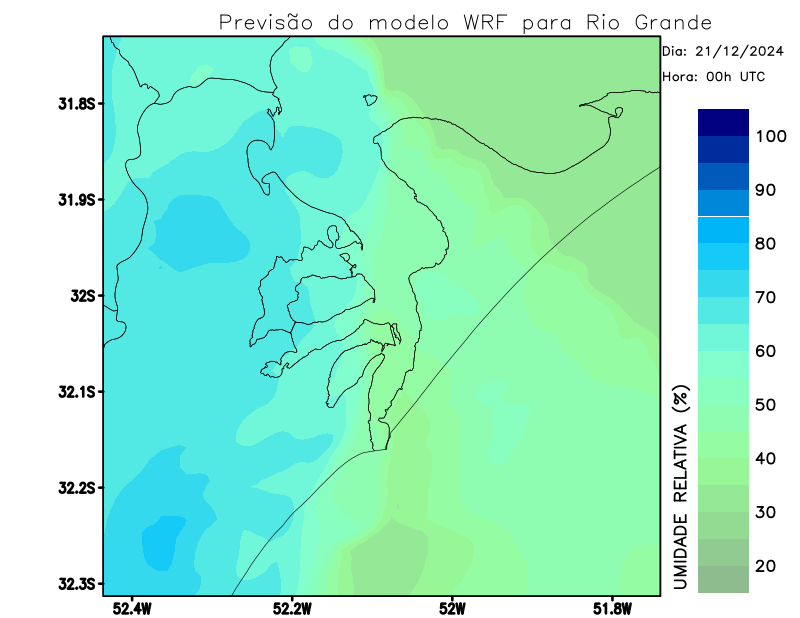 Previsão do modelo WRF para Rio Grande
Dia: 21/12/2024
Hora: 00h UTC
31.8S
31.9S
32S
32.1S
32.2S
32.3S
52.4W
52.2W
52W
51.8W
100
90
80
70
60
50
40
30
20
UMIDADE RELATIVA (%)